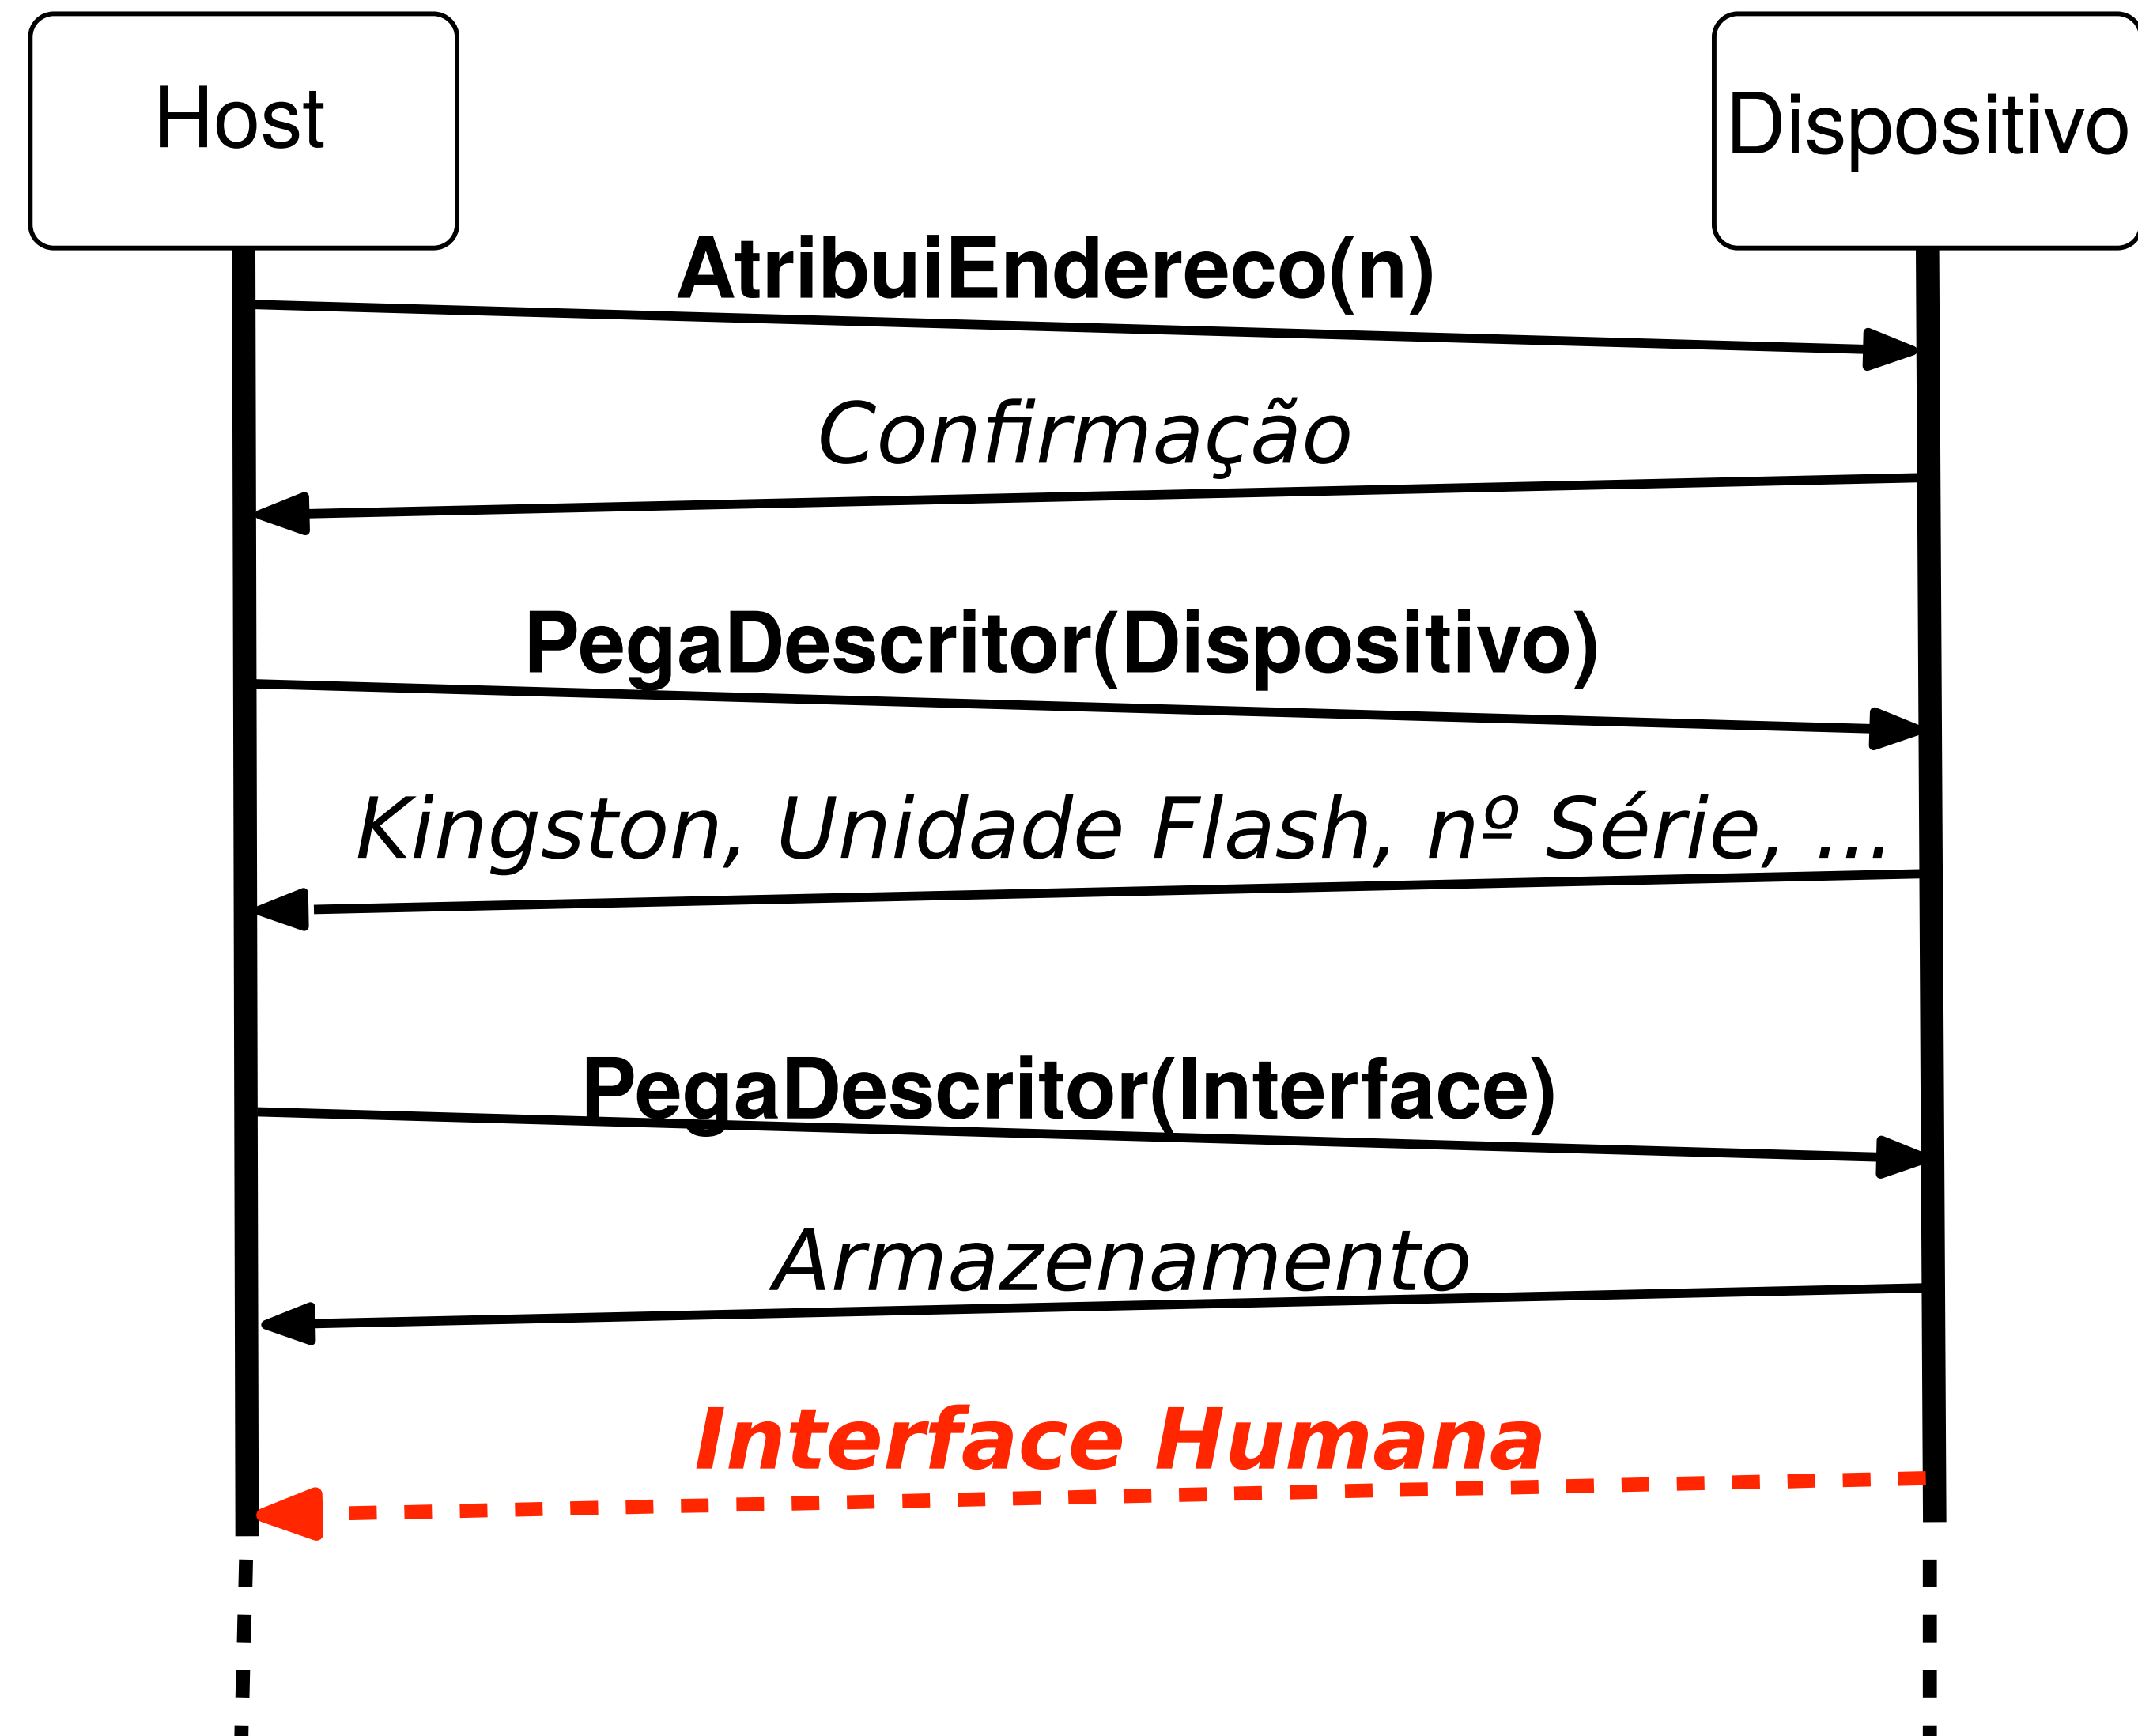 Host
Dispositivo
AtribuiEndereco(n)
Confirmação
PegaDescritor(Dispositivo)
Kingston, Unidade Flash, nº Série, ...
PegaDescritor(Interface)
Armazenamento
Interface Humana